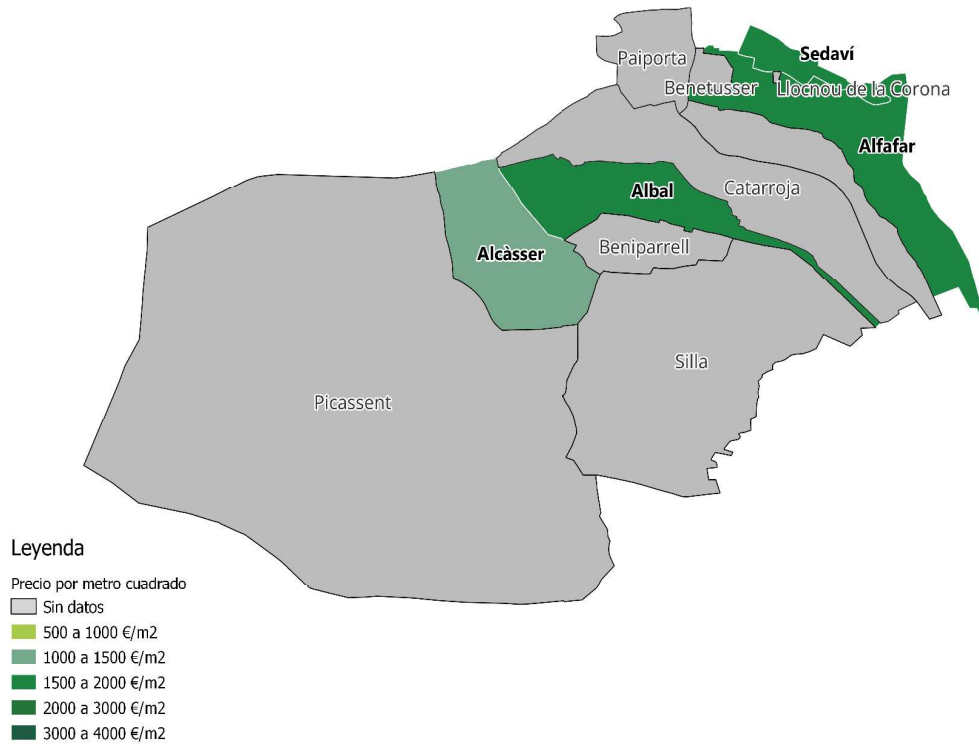 Sedaví
Paiporta
Benetusser
Llocnou de la Corona
Alfafar
Albal
Catarroja
Alcàsser
Beniparrell
Silla
Picassent
Leyenda
Precio por metro cuadrado
Sin datos
500 a 1000 €/m2
1000 a 1500 €/m2
1500 a 2000 €/m2
2000 a 3000 €/m2
3000 a 4000 €/m2